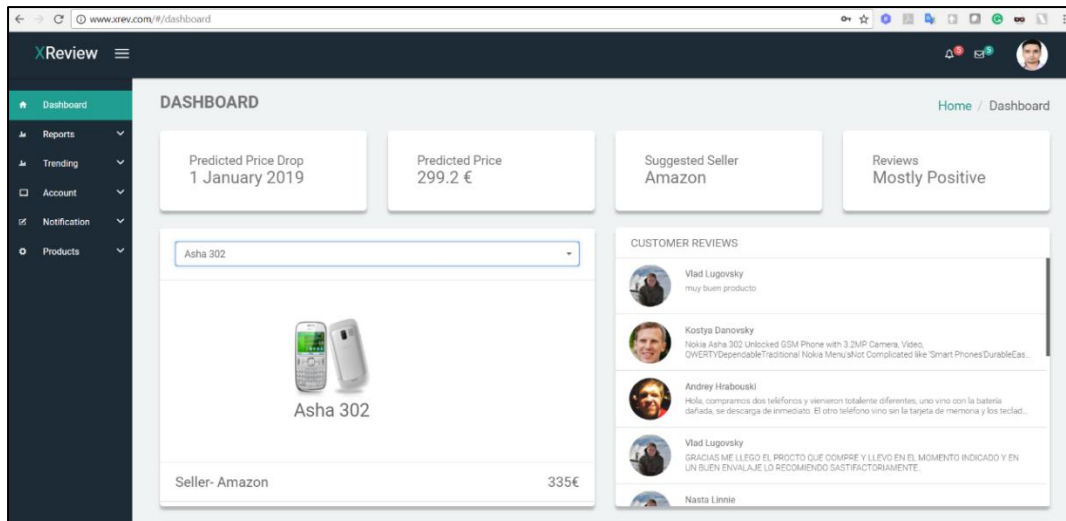 www.xrev.com/#/dashboard
XReview
5
5
Dashboard
Reports
Trending
Account
Notification
Products
DASHBOARD
Home / Dashboard
Predicted Price Drop
1 January 2019
Predicted Price
299.2 €
Suggested Seller
Amazon
Reviews
Mostly Positive
Asha 302
Asha 302
Seller- Amazon
335€
CUSTOMER REVIEWS
Vlad Lugovsky
muy buen producto
Kostya Danovsky
Nokia Asha 302 Unlocked GSM Phone with 3.2MP Camera, Video,
QWERTYDependableTraditional Nokia Menu'sNot Complicated like 'Smart Phones'DurableEas...
Andrey Hrabouski
Hola, compramos dos teléfonos y vienieron totalente diferentes, uno vino con la batería
dañada, se descarga de inmediato. El otro teléfono vino sin la tarjeta de memoria y los teclad...
Vlad Lugovsky
GRACIAS ME LLEGO EL PROCTO QUE COMPRE Y LLEVO EN EL MOMENTO INDICADO Y EN
UN BUEN ENVALAJE LO RECOMIENDO SASTIFACTORIAMENTE.
Nasta Linnie